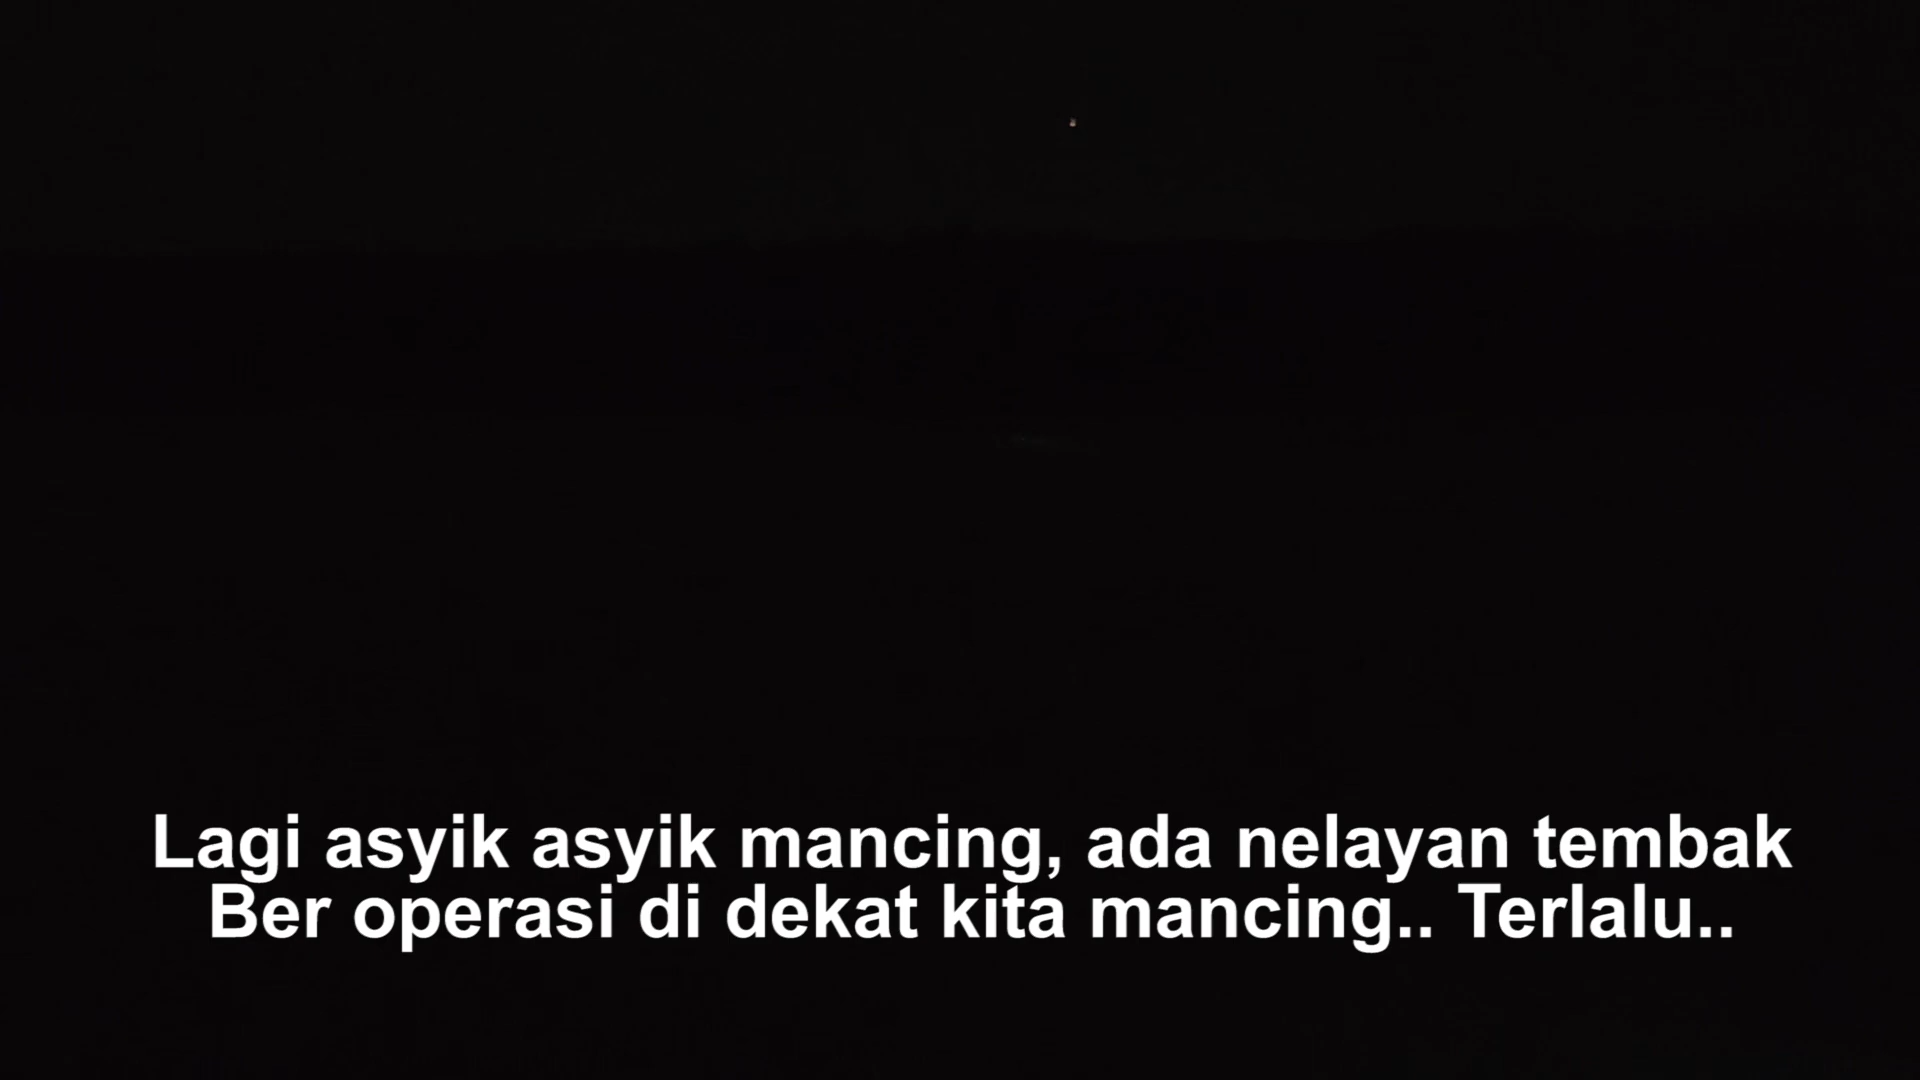 Lagi asyik asyik mancing, ada nelayan tembak
Ber operasi di dekat kita mancing.. Terlalu..